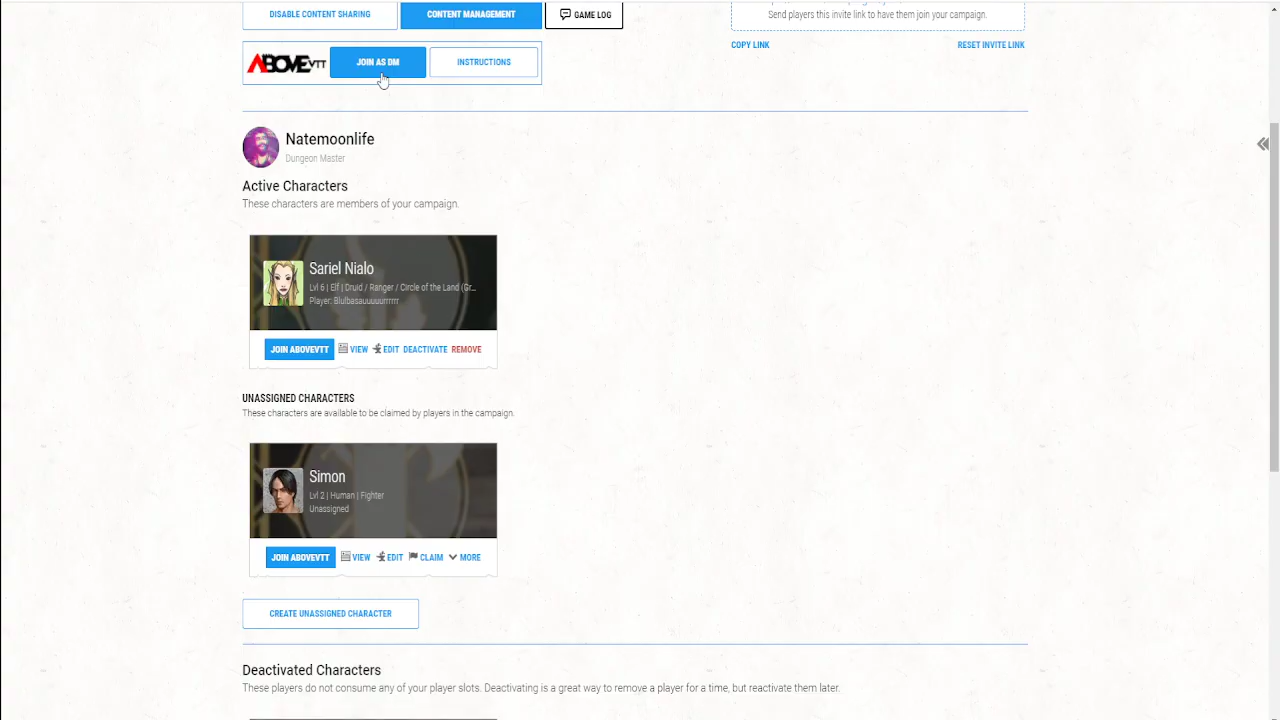 DISABLE CONTENT SHARING
CONTENT MANAGEMENT
GAME LOG
Send players this invite link to have them join your campaign.
COPY LINK
RESET INVITE LINK
ABOVEVTT
JOIN AS DM
INSTRUCTIONS
Natemoonlife
Dungeon Master
Active Characters
These characters are members of your campaign.
Sariel Nialo
Lvl 6 | Elf | Druid / Ranger / Circle of the Land (Gr...
Player: Blulbasauuuuurrrrrr
JOIN ABOVEVTT VIEW EDIT DEACTIVATE REMOVE
UNASSIGNED CHARACTERS
These characters are available to be claimed by players in the campaign.
Simon
Lvl 2 | Human | Fighter
Unassigned
JOIN ABOVEVTT VIEW EDIT CLAIM MORE
CREATE UNASSIGNED CHARACTER
Deactivated Characters
These players do not consume any of your player slots. Deactivating is a great way to remove a player for a time, but reactivate them later.